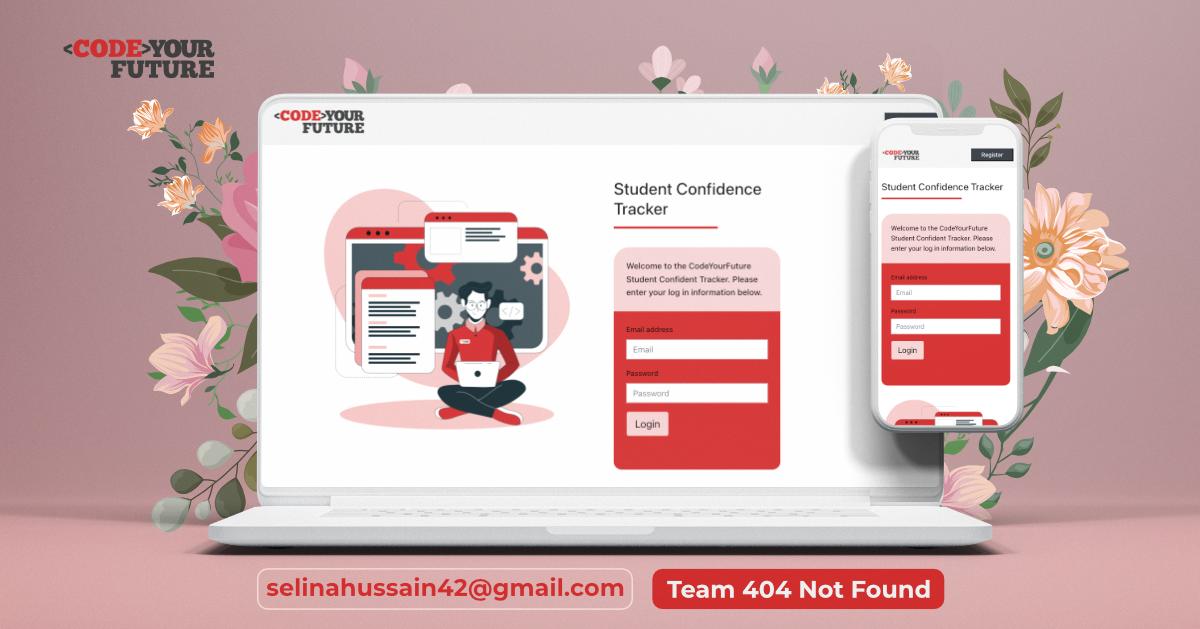 <CODE>YOUR
FUTURE
<CODE>YOUR
FUTURE
Student Confidence
Tracker
Welcome to the CodeYourFuture
Student Confident Tracker. Please
enter your log in information below.
Email address
Email
Password
Password
Login
<CODE>YOUR
FUTURE
Register
Student Confidence Tracker
Welcome to the CodeYourFuture
Student Confident Tracker. Please
enter your log in information below.
Email address
Email
Password
Password
Login
</>
selinahussain42@gmail.com
Team 404 Not Found